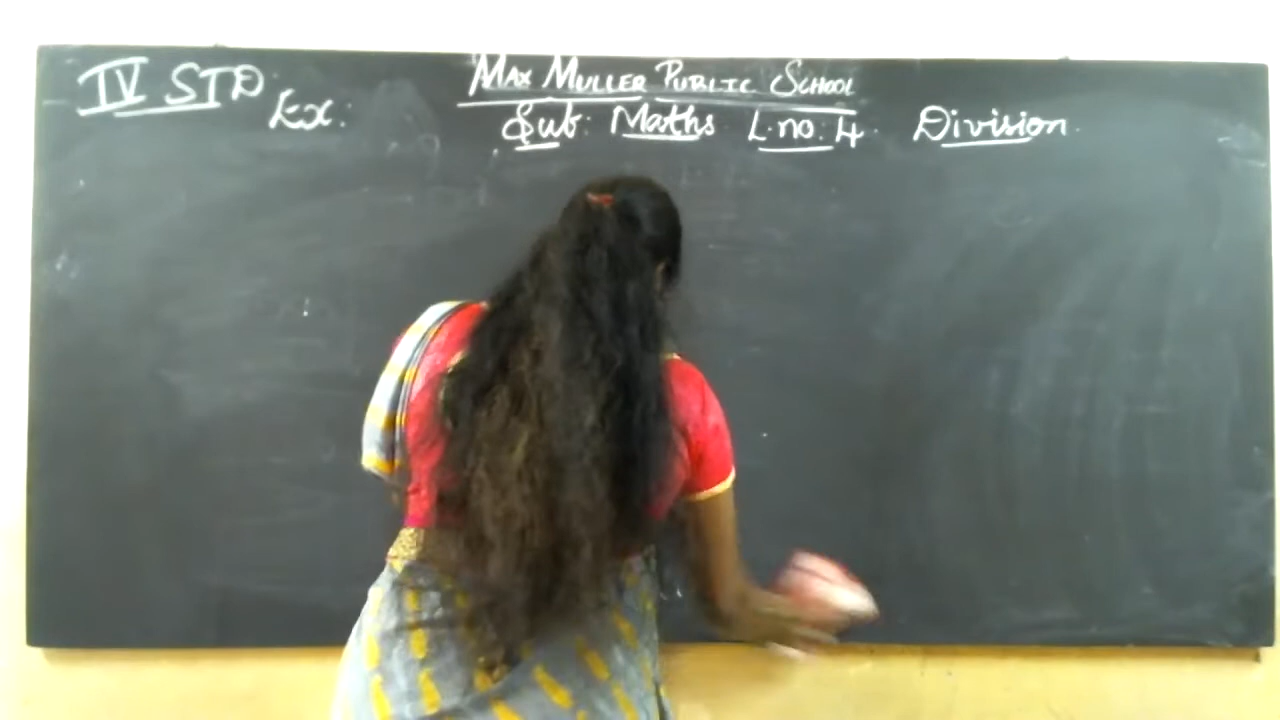 MAX MULLER PUBLIC SCHOOL
IV STD
Ex:
Sub: Maths L.no: 4. Division.